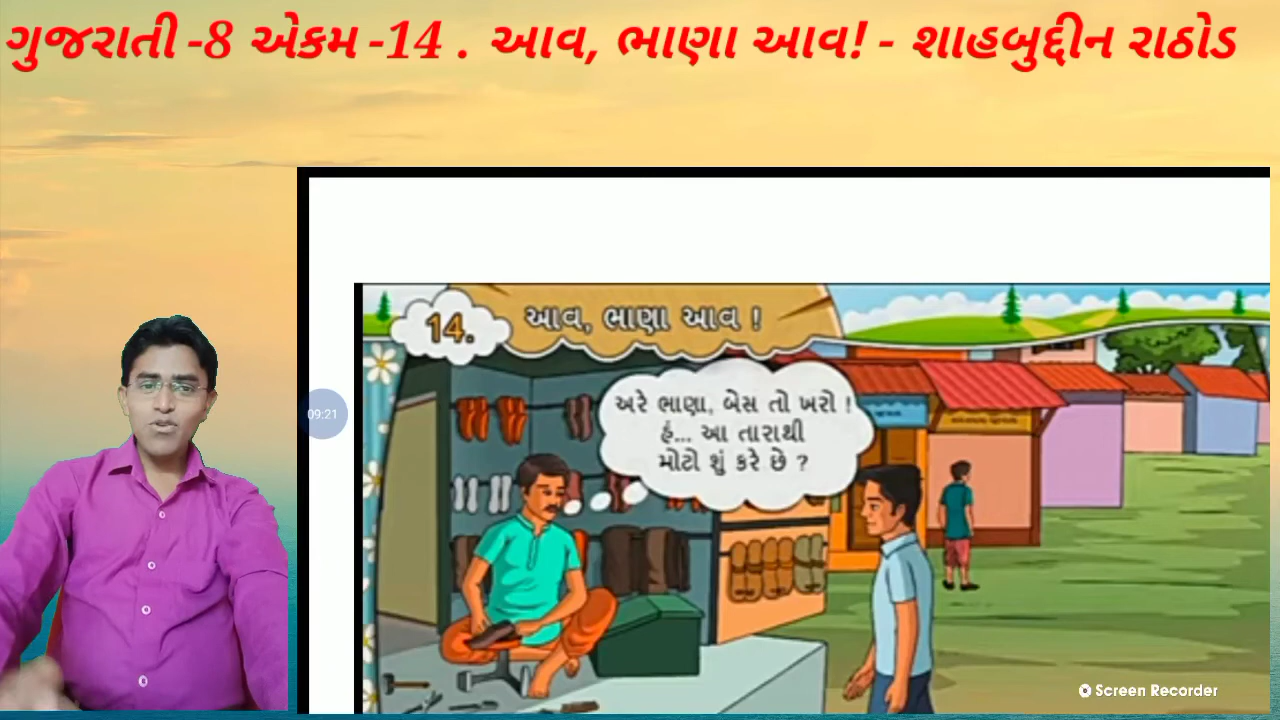 ગુજરાતી -8 એકમ -14 . આવ, ભાણા આવ! - શાહબુદ્દીન રાઠોડ
14.
આવ, ભાણા આવ !
અરે ભાણા, બેસ તો ખરો !
હં... આ તારાથી
મોટો શું કરે છે ?
09:21
Screen Recorder